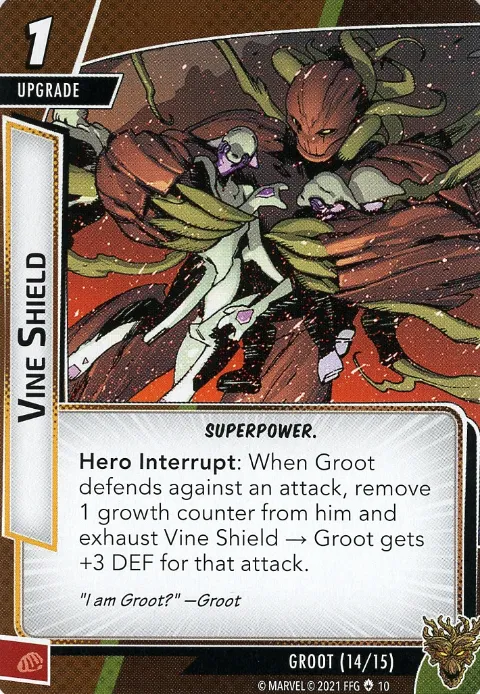 1
UPGRADE
VINE SHIELD
SUPERPOWER.
Hero Interrupt: When Groot
defends against an attack, remove
1 growth counter from him and
exhaust Vine Shield → Groot gets
+3 DEF for that attack.
"I am Groot?" —Groot
GROOT (14/15)
© MARVEL © 2021 FFG 10